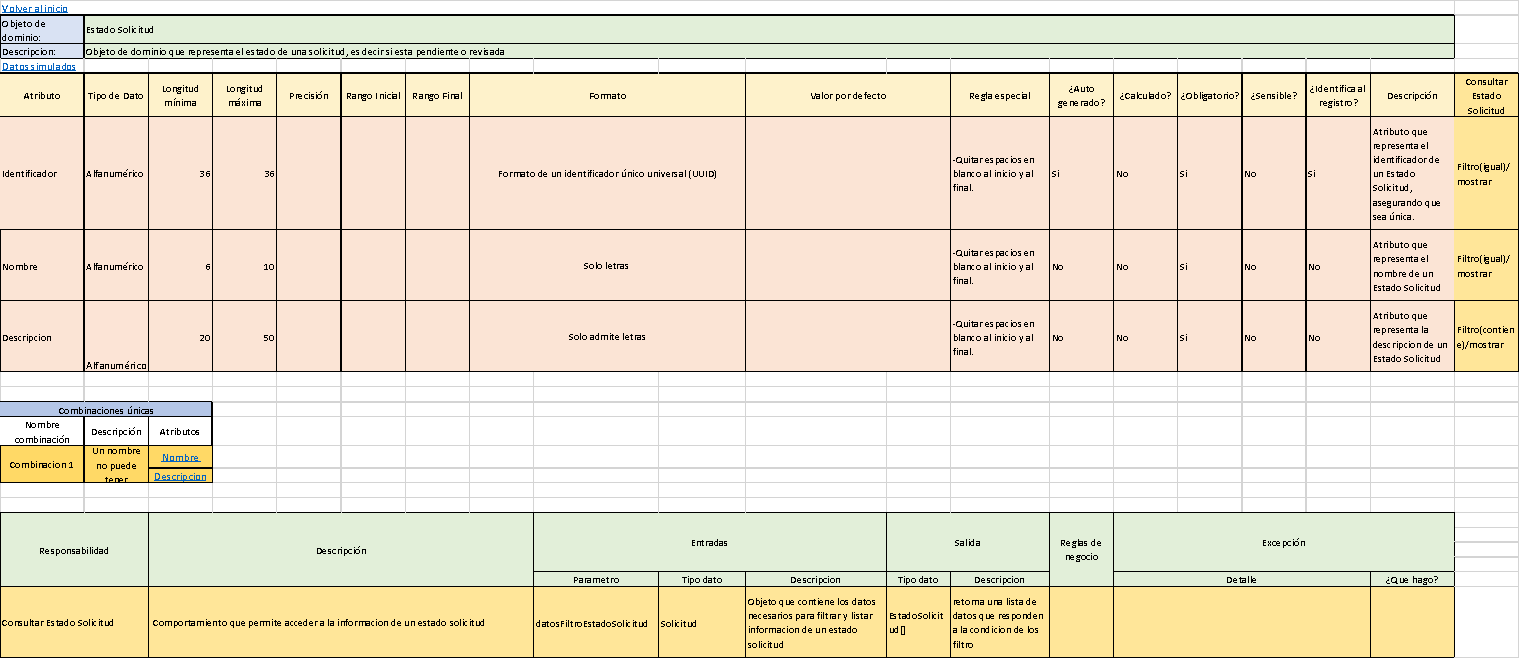 Volver al inicio
Objeto de dominio: Estado Solicitud
Descripcion: Objeto de dominio que representa el estado de una solicitud, es decir si esta pendiente o revisada
Datos simulados
Atributo Tipo de Dato Longitud mínima Longitud máxima Precisión Rango Inicial Rango Final Formato Valor por defecto Regla especial ¿Auto generado? ¿Calculado? ¿Obligatorio? ¿Sensible? ¿Identifica al registro? Descripción Consultar Estado Solicitud
Identificador Alfanumérico 36 36 Formato de un identificador único universal (UUID) -Quitar espacios en blanco al inicio y al final. Si No Si No Si Atributo que representa el identificador de un Estado Solicitud, asegurando que sea única. Filtro(igual)/ mostrar
Nombre Alfanumérico 6 10 Solo letras -Quitar espacios en blanco al inicio y al final. No No Si No No Atributo que representa el nombre de un Estado Solicitud Filtro(igual)/ mostrar
Descripcion Alfanumérico 20 50 Solo admite letras -Quitar espacios en blanco al inicio y al final. No No Si No No Atributo que representa la descripcion de un Estado Solicitud Filtro(contiene)/mostrar
Combinaciones únicas
Nombre combinación Descripción Atributos
Combinacion 1 Un nombre no puede tener Nombre
Descripcion
Responsabilidad Descripción Entradas Salida Reglas de negocio Excepción
Parametro Tipo dato Descripcion Tipo dato Descripcion Detalle ¿Que hago?
Consultar Estado Solicitud Comportamiento que permite acceder a la informacion de un estado solicitud datosFiltroEstadoSolicitud Solicitud Objeto que contiene los datos necesarios para filtrar y listar informacion de un estado solicitud EstadoSolicitud[] retorna una lista de datos que responden a la condicion de los filtro